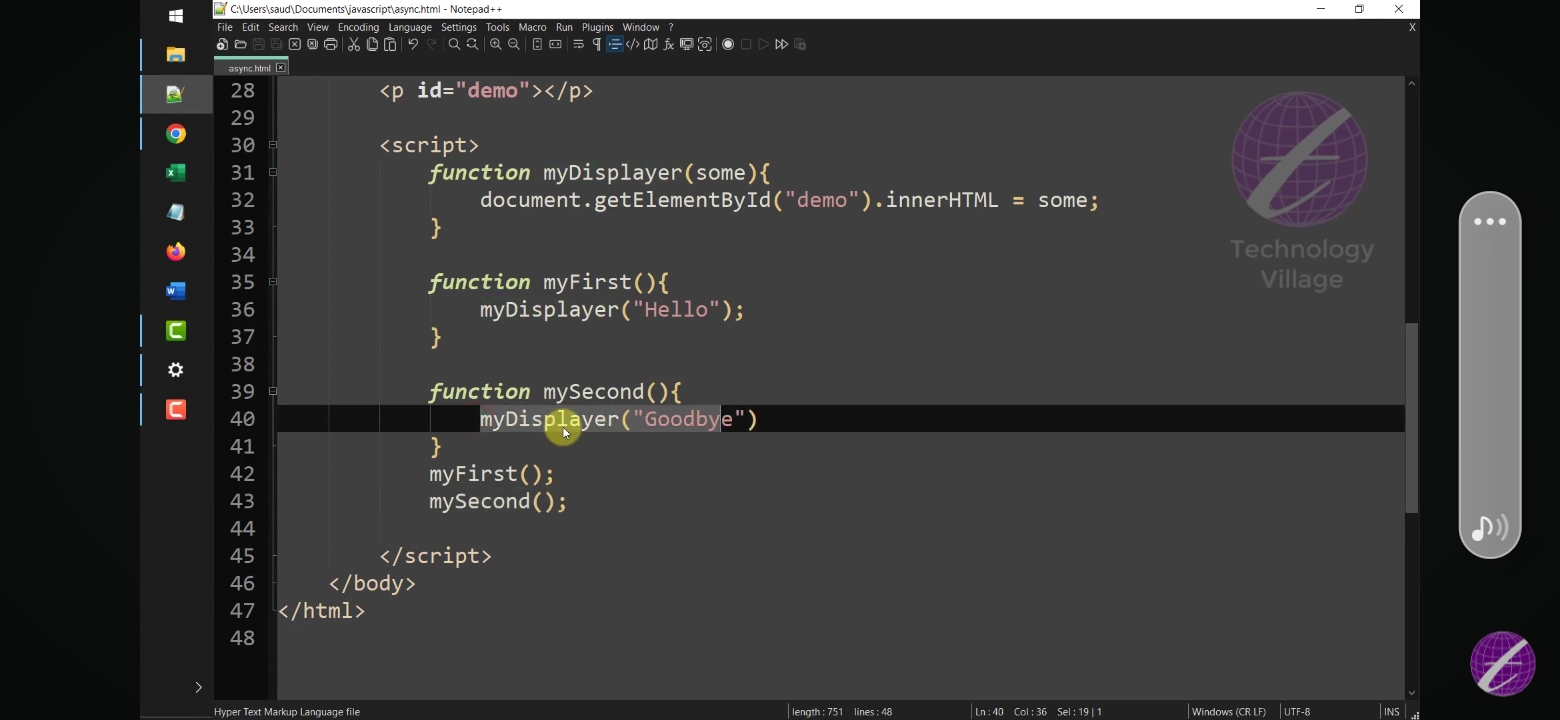 C:\Users\saud\Documents\javascript\async.html - Notepad++
File Edit Search View Encoding Language Settings Tools Macro Run Plugins Window ?
X
async.html
28 <p id="demo"></p>
29
30 <script>
31 function myDisplayer(some){
32 document.getElementById("demo").innerHTML = some;
33 }
34
35 function myFirst(){
36 myDisplayer("Hello");
37 }
38
39 function mySecond(){
40 myDisplayer("Goodbye")
41 }
42 myFirst();
43 mySecond();
44
45 </script>
46 </body>
47 </html>
48
Technology
Village
Hyper Text Markup Language file length : 751 lines : 48 Ln : 40 Col : 36 Sel : 19 | 1 Windows (CR LF) UTF-8 INS